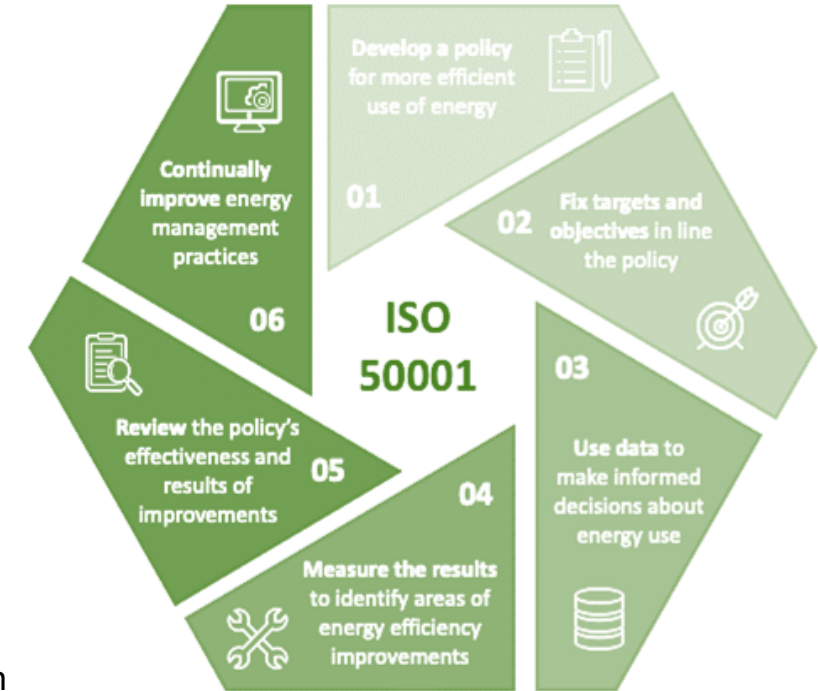 Develop a policy
for more efficient
use of energy
01
02
Fix targets and
objectives in line
the policy
03
Use data to
make informed
decisions about
energy use
04
Measure the results
to identify areas of
energy efficiency
improvements
05
Review the policy's
effectiveness and
results of
improvements
06
Continually
improve energy
management
practices
ISO
50001